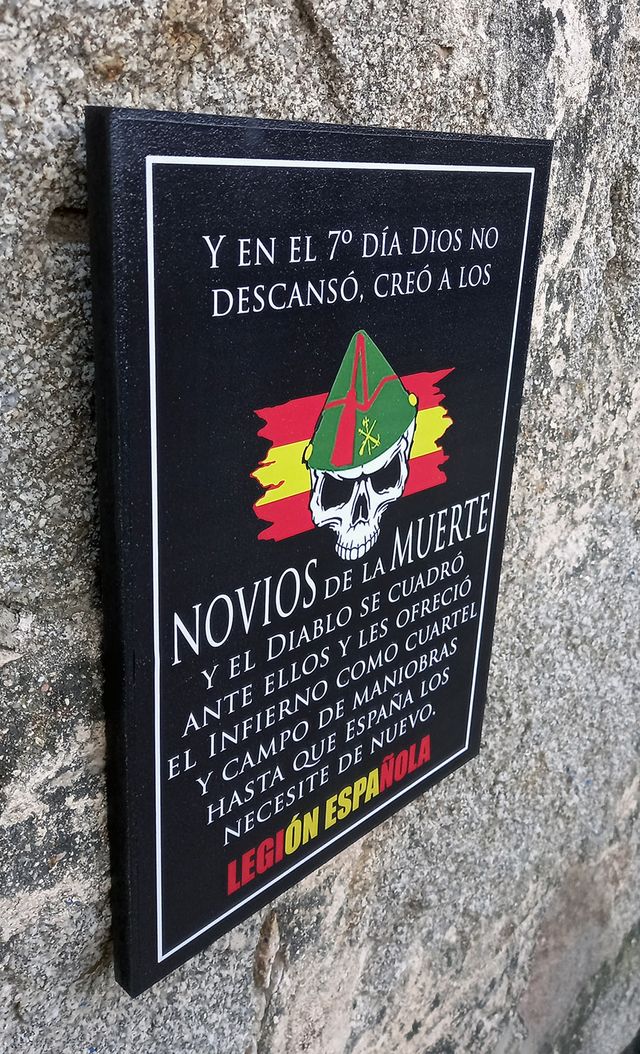 Y EN EL 7º DÍA DIOS NO
DESCANSÓ, CREÓ A LOS
NOVIOS DE LA MUERTE
Y EL DIABLO SE CUADRÓ
ANTE ELLOS Y LES OFRECIÓ
EL INFIERNO COMO CUARTEL
Y CAMPO DE MANIOBRAS
HASTA QUE ESPAÑA LOS
NECESITE DE NUEVO.
LEGIÓN ESPAÑOLA